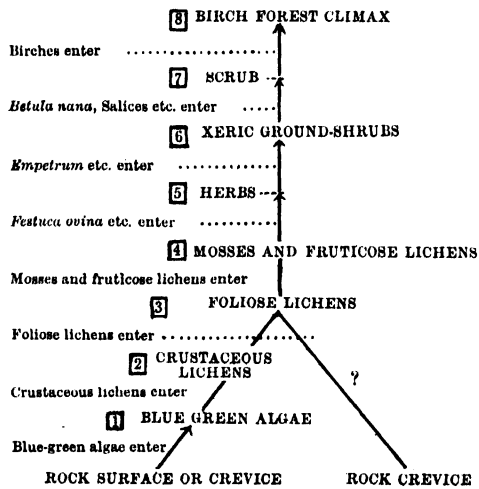 8 BIRCH FOREST CLIMAX
Birches enter ....................
7 SCRUB
Betula nana, Salices etc. enter .....
6 XERIC GROUND-SHRUBS
Empetrum etc. enter ................
5 HERBS
Festuca ovina etc. enter ............
4 MOSSES AND FRUTICOSE LICHENS
Mosses and fruticose lichens enter
3 FOLIOSE LICHENS
Foliose lichens enter ........................
2 CRUSTACEOUS
LICHENS
?
Crustaceous lichens enter
1 BLUE GREEN ALGAE
Blue-green algae enter
ROCK SURFACE OR CREVICE ROCK CREVICE